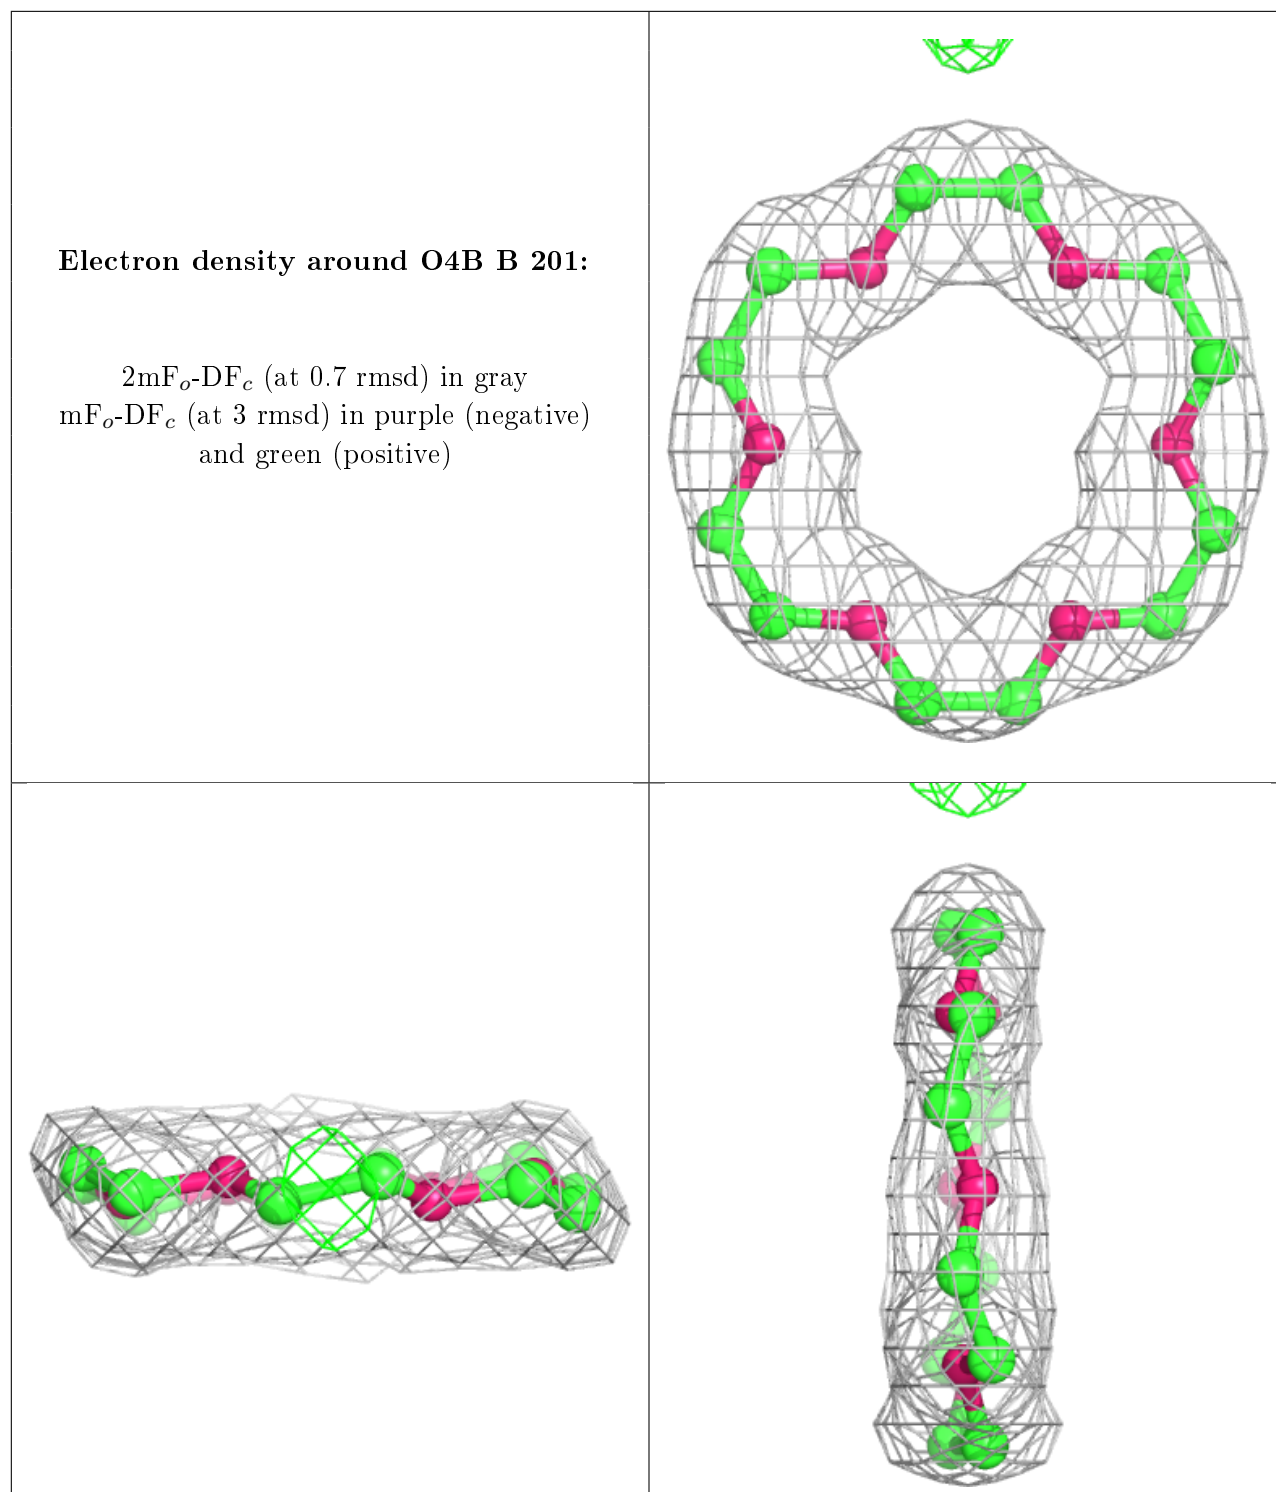 Electron density around O4B B 201:
2mFₒ-DF𝒸 (at 0.7 rmsd) in gray
mFₒ-DF𝒸 (at 3 rmsd) in purple (negative)
and green (positive)